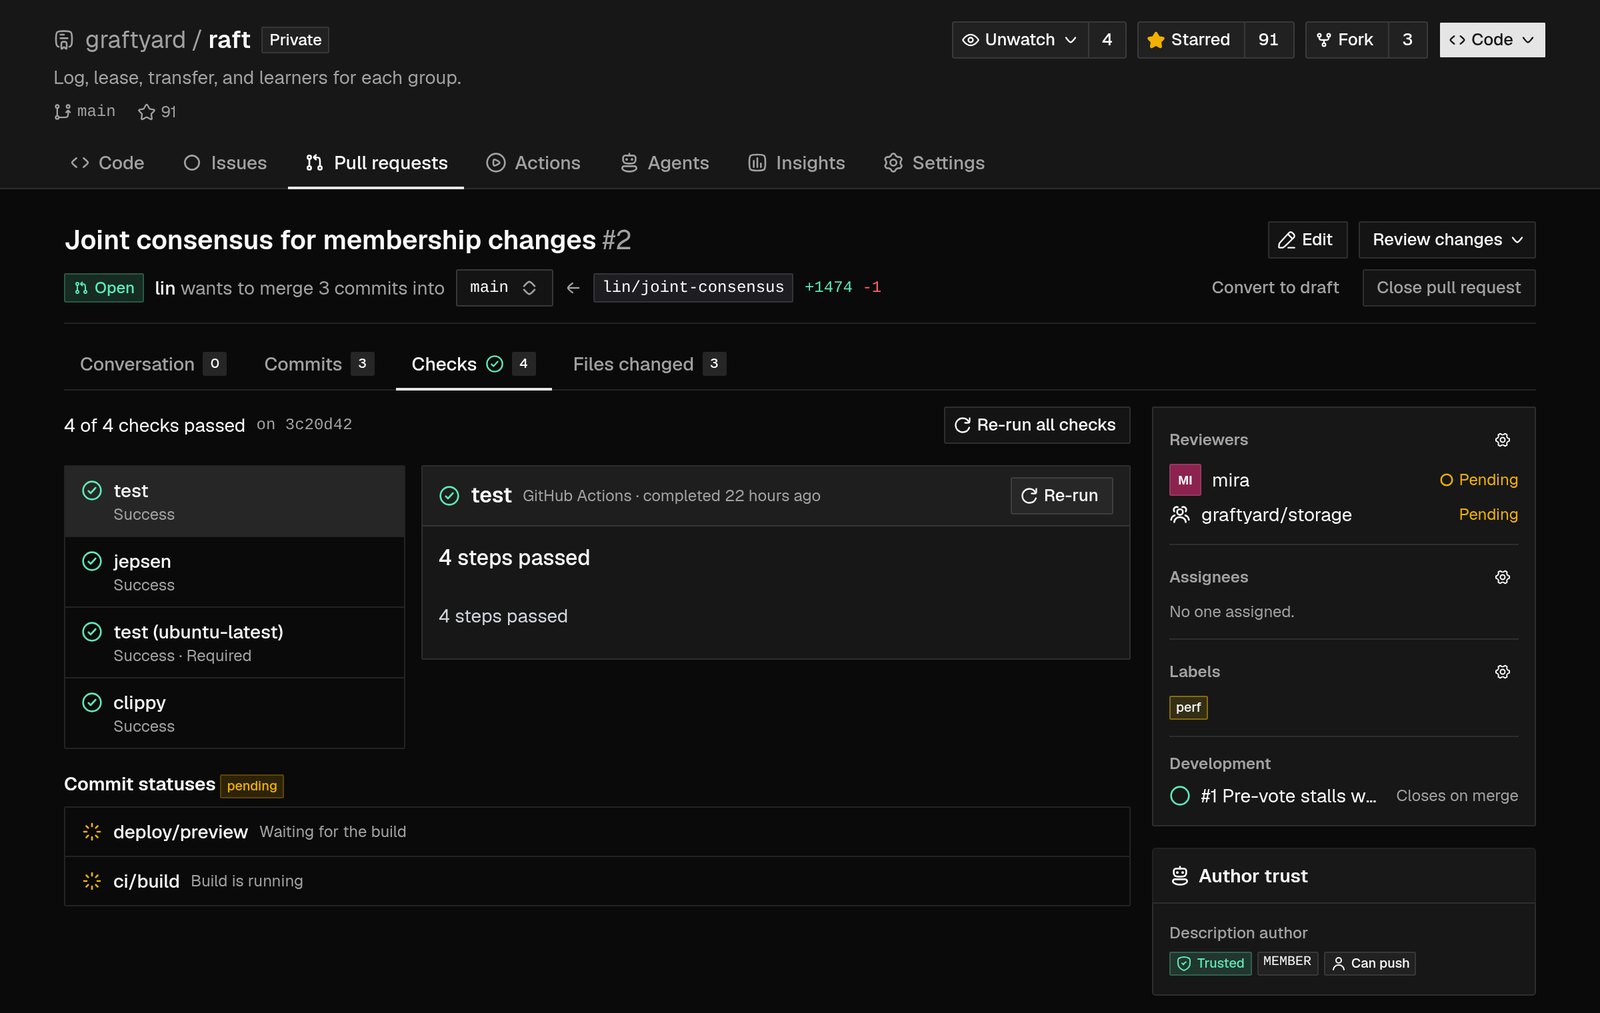 graftyard / raft Private
Unwatch 4 Starred 91 Fork 3 Code
Log, lease, transfer, and learners for each group.
main 91
Code Issues Pull requests Actions Agents Insights Settings
Joint consensus for membership changes #2
Edit Review changes
Open lin wants to merge 3 commits into main ← lin/joint-consensus +1474 -1
Convert to draft Close pull request
Conversation 0 Commits 3 Checks 4 Files changed 3
4 of 4 checks passed on 3c20d42
Re-run all checks
test
Success
jepsen
Success
test (ubuntu-latest)
Success · Required
clippy
Success
test GitHub Actions · completed 22 hours ago
Re-run
4 steps passed
4 steps passed
Commit statuses pending
deploy/preview Waiting for the build
ci/build Build is running
Reviewers
MI mira Pending
graftyard/storage Pending
Assignees
No one assigned.
Labels
perf
Development
#1 Pre-vote stalls w... Closes on merge
Author trust
Description author
Trusted MEMBER Can push